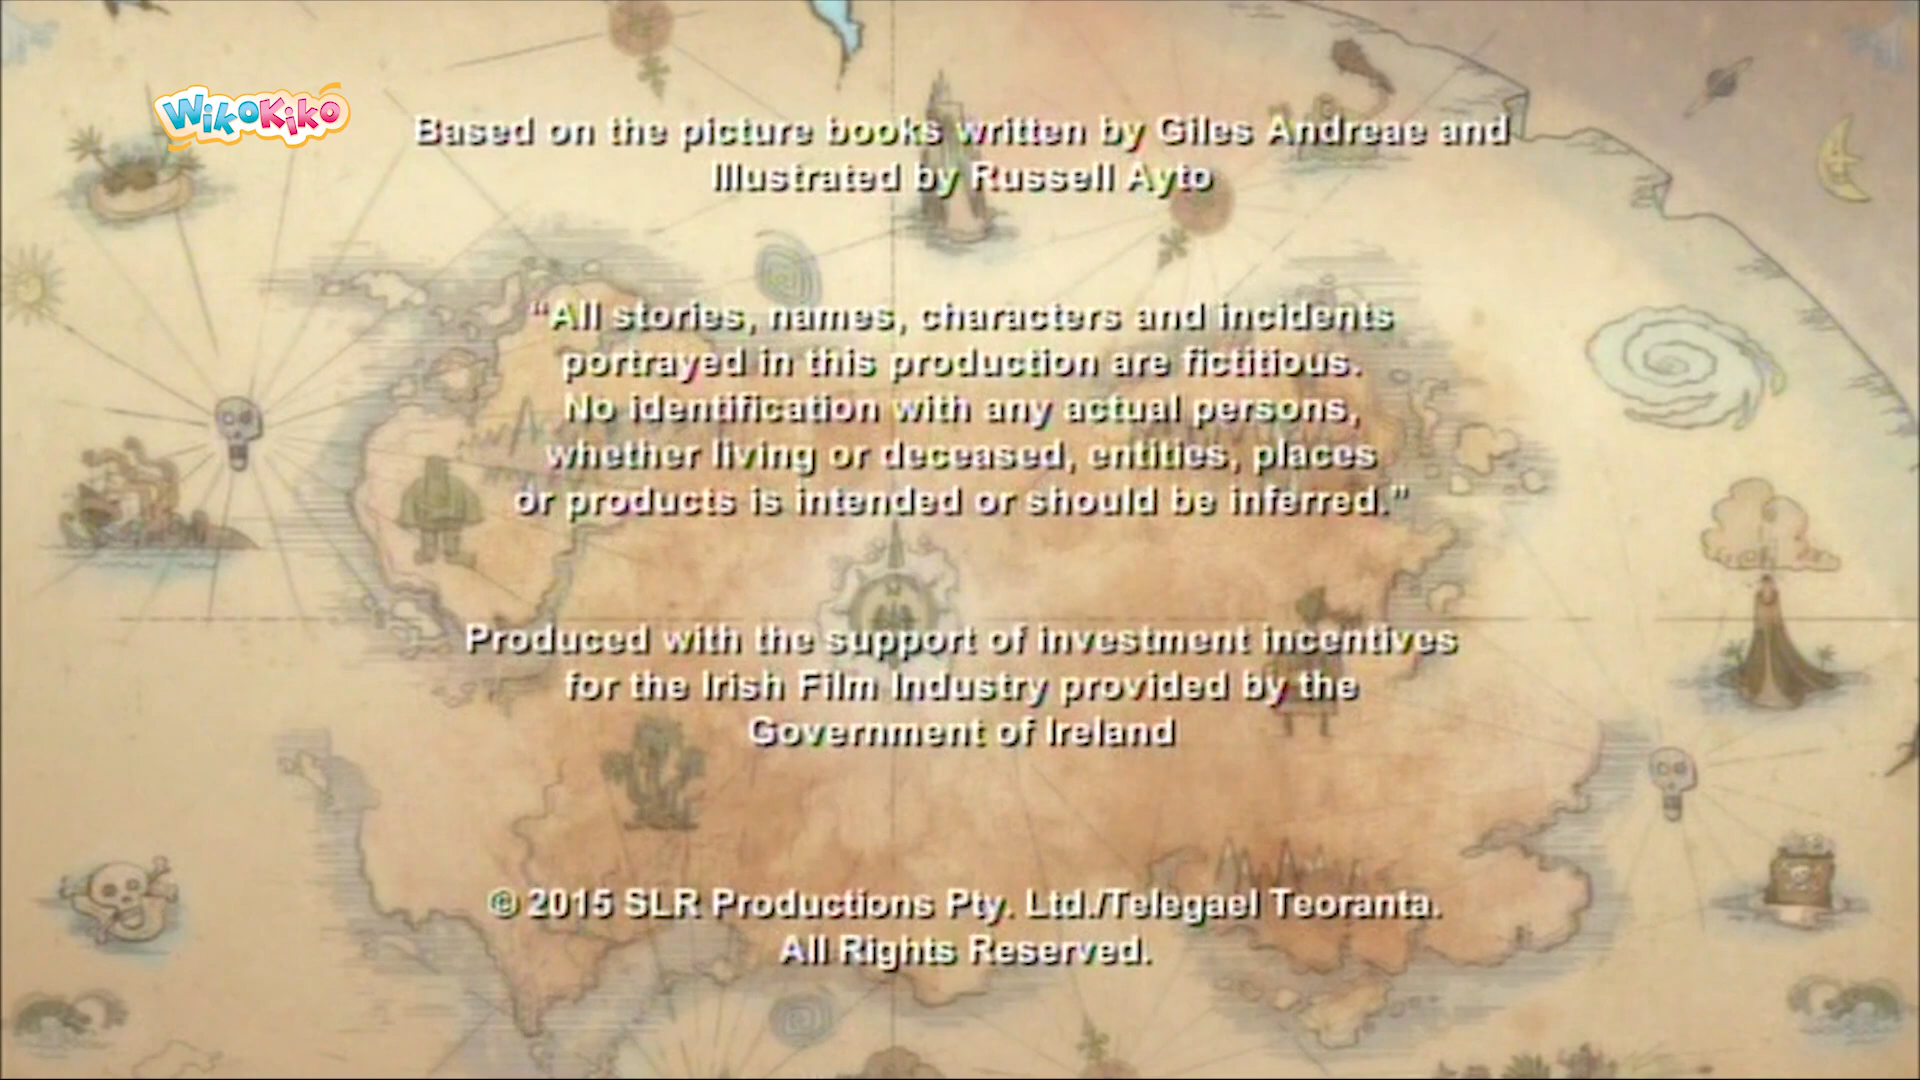 WiKoKiKo
Based on the picture books written by Giles Andreae and
Illustrated by Russell Ayto
“All stories, names, characters and incidents
portrayed in this production are fictitious.
No identification with any actual persons,
whether living or deceased, entities, places
or products is intended or should be inferred.”
Produced with the support of investment incentives
for the Irish Film Industry provided by the
Government of Ireland
© 2015 SLR Productions Pty. Ltd./Telegael Teoranta.
All Rights Reserved.